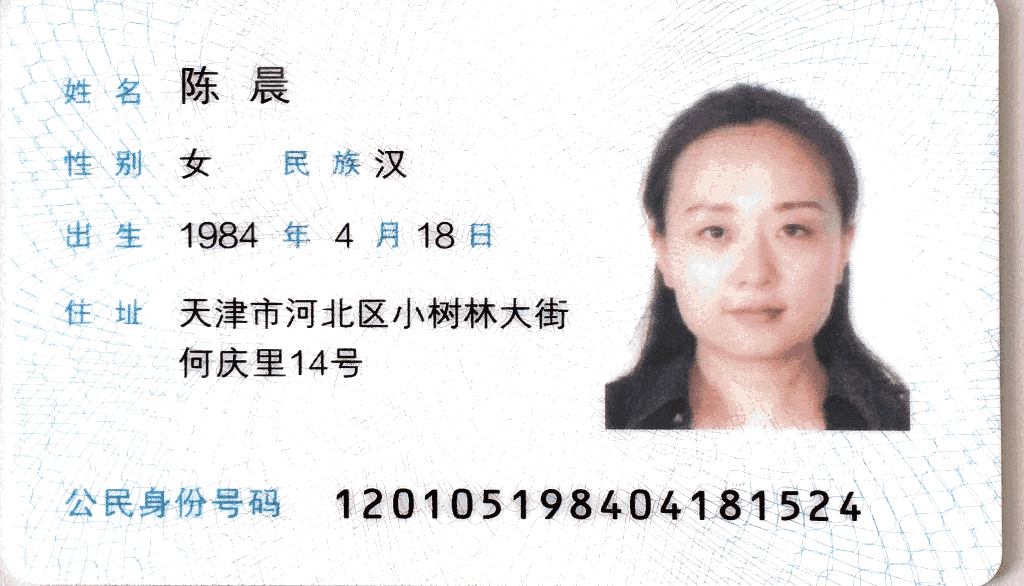 姓名 陈晨
性别 女 民族 汉
出生 1984 年 4 月 18 日
住址 天津市河北区小树林大街
何庆里14号
公民身份号码 120105198404181524